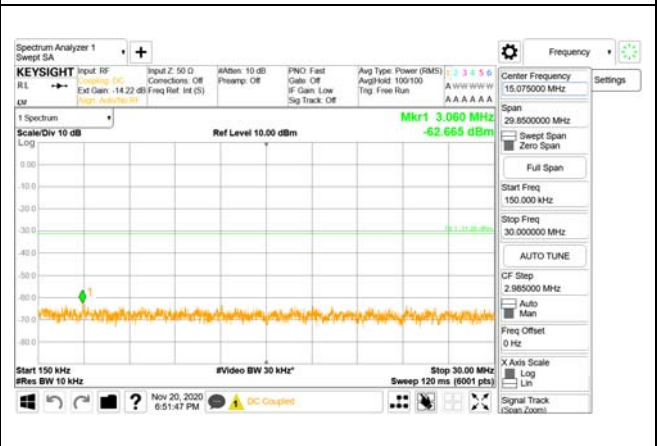 Spectrum Analyzer 1
Swept SA
+
Frequency
KEYSIGHT
Input: RF
Coupling: DC
Ext Gain: -14.22 dB
Align: Auto/No RF
RL
Input Z: 50 Ω
Corrections: Off
Freq Ref: Int (S)
#Atten: 10 dB
Preamp: Off
PNO: Fast
Gate: Off
IF Gain: Low
Sig Track: Off
Avg Type: Power (RMS)
Avg|Hold: 100/100
Trig: Free Run
1 2 3 4 5 6
A W W W W W
A A A A A A
Center Frequency
15.075000 MHz
Settings
Span
29.8500000 MHz
Swept Span
Zero Span
Full Span
Start Freq
150.000 kHz
Stop Freq
30.000000 MHz
AUTO TUNE
CF Step
2.985000 MHz
Auto
Man
Freq Offset
0 Hz
X Axis Scale
Log
Lin
Signal Track
(Span Zoom)
1 Spectrum
Scale/Div 10 dB
Log
Ref Level 10.00 dBm
Mkr1 3.060 MHz
-62.665 dBm
0.00
-10.0
-20.0
-30.0
-40.0
-50.0
-60.0
-70.0
-80.0
1
Start 150 kHz
#Res BW 10 kHz
#Video BW 30 kHz*
Stop 30.00 MHz
Sweep 120 ms (6001 pts)
?
Nov 20, 2020
6:51:47 PM
DC Coupled